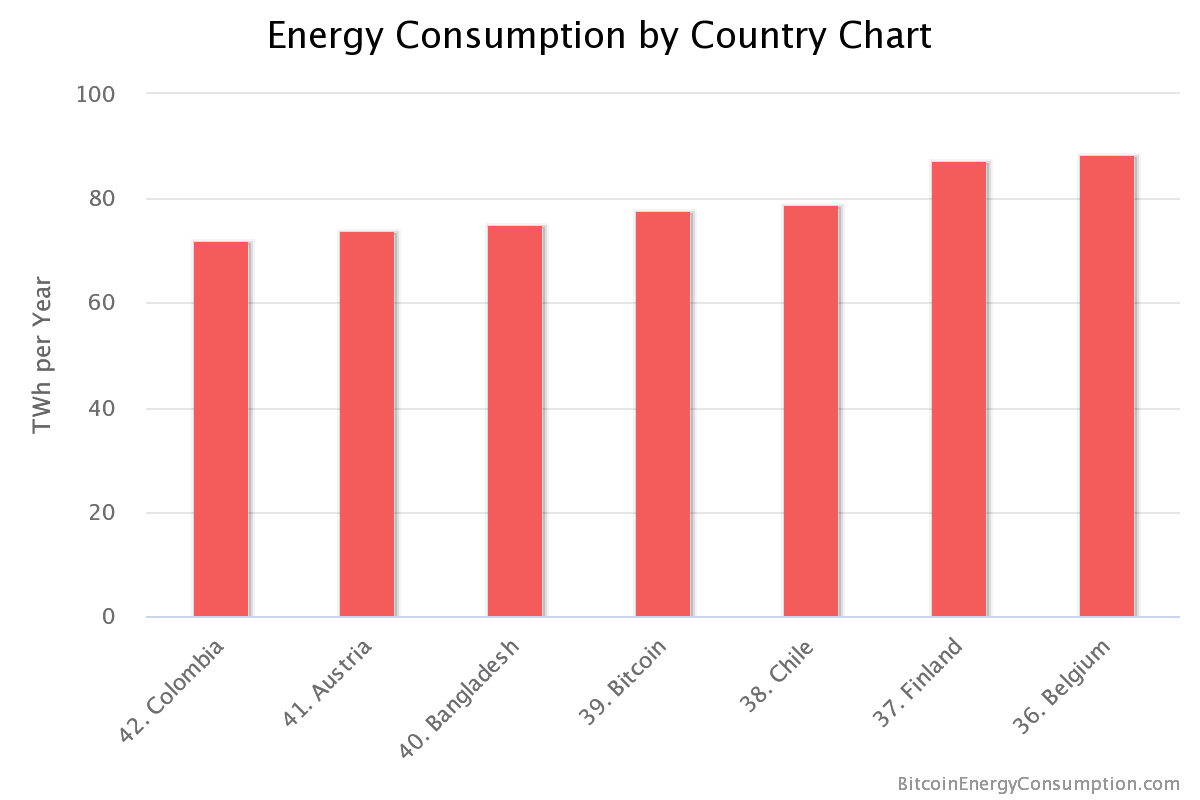 Energy Consumption by Country Chart
TWh per Year
100
80
60
40
20
0
42. Colombia
41. Austria
40. Bangladesh
39. Bitcoin
38. Chile
37. Finland
36. Belgium
BitcoinEnergyConsumption.com